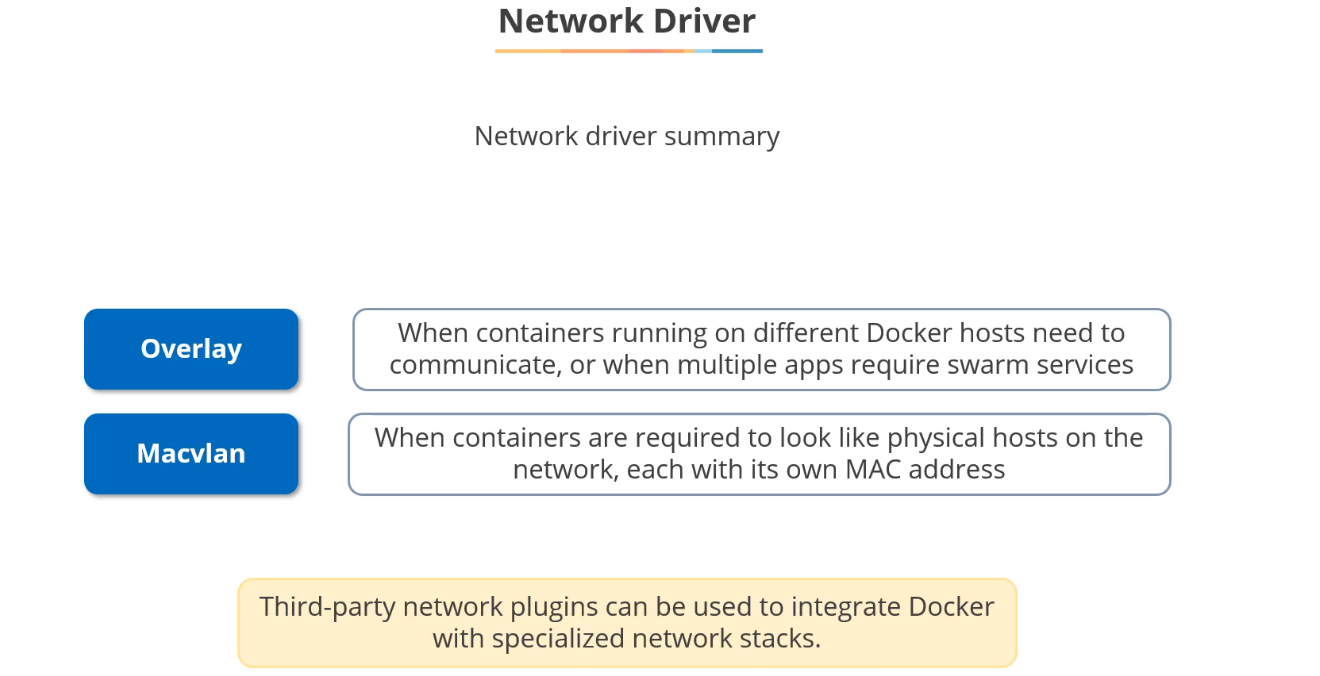 Network Driver
Network driver summary
Overlay
When containers running on different Docker hosts need to
communicate, or when multiple apps require swarm services
Macvlan
When containers are required to look like physical hosts on the
network, each with its own MAC address
Third-party network plugins can be used to integrate Docker
with specialized network stacks.